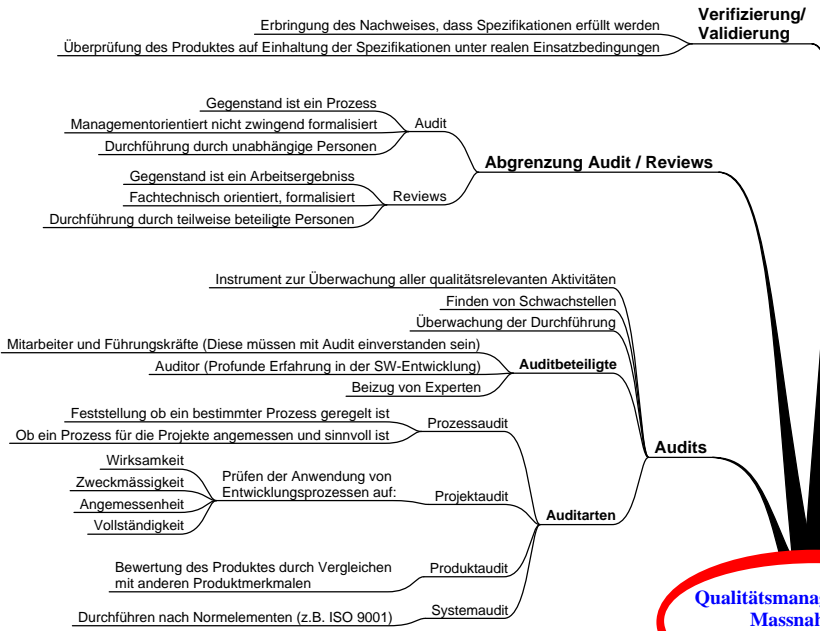 Verifizierung/
Validierung
Erbringung des Nachweises, dass Spezifikationen erfüllt werden
Überprüfung des Produktes auf Einhaltung der Spezifikationen unter realen Einsatzbedingungen
Abgrenzung Audit / Reviews
Audit
Gegenstand ist ein Prozess
Managementorientiert nicht zwingend formalisiert
Durchführung durch unabhängige Personen
Reviews
Gegenstand ist ein Arbeitsergebniss
Fachtechnisch orientiert, formalisiert
Durchführung durch teilweise beteiligte Personen
Audits
Instrument zur Überwachung aller qualitätsrelevanten Aktivitäten
Finden von Schwachstellen
Überwachung der Durchführung
Auditbeteiligte
Mitarbeiter und Führungskräfte (Diese müssen mit Audit einverstanden sein)
Auditor (Profunde Erfahrung in der SW-Entwicklung)
Beizug von Experten
Auditarten
Prozessaudit
Feststellung ob ein bestimmter Prozess geregelt ist
Ob ein Prozess für die Projekte angemessen und sinnvoll ist
Projektaudit
Prüfen der Anwendung von
Entwicklungsprozessen auf:
Wirksamkeit
Zweckmässigkeit
Angemessenheit
Vollständigkeit
Produktaudit
Bewertung des Produktes durch Vergleichen
mit anderen Produktmerkmalen
Systemaudit
Durchführen nach Normelementen (z.B. ISO 9001)
Qualitätsmanag
Massnah